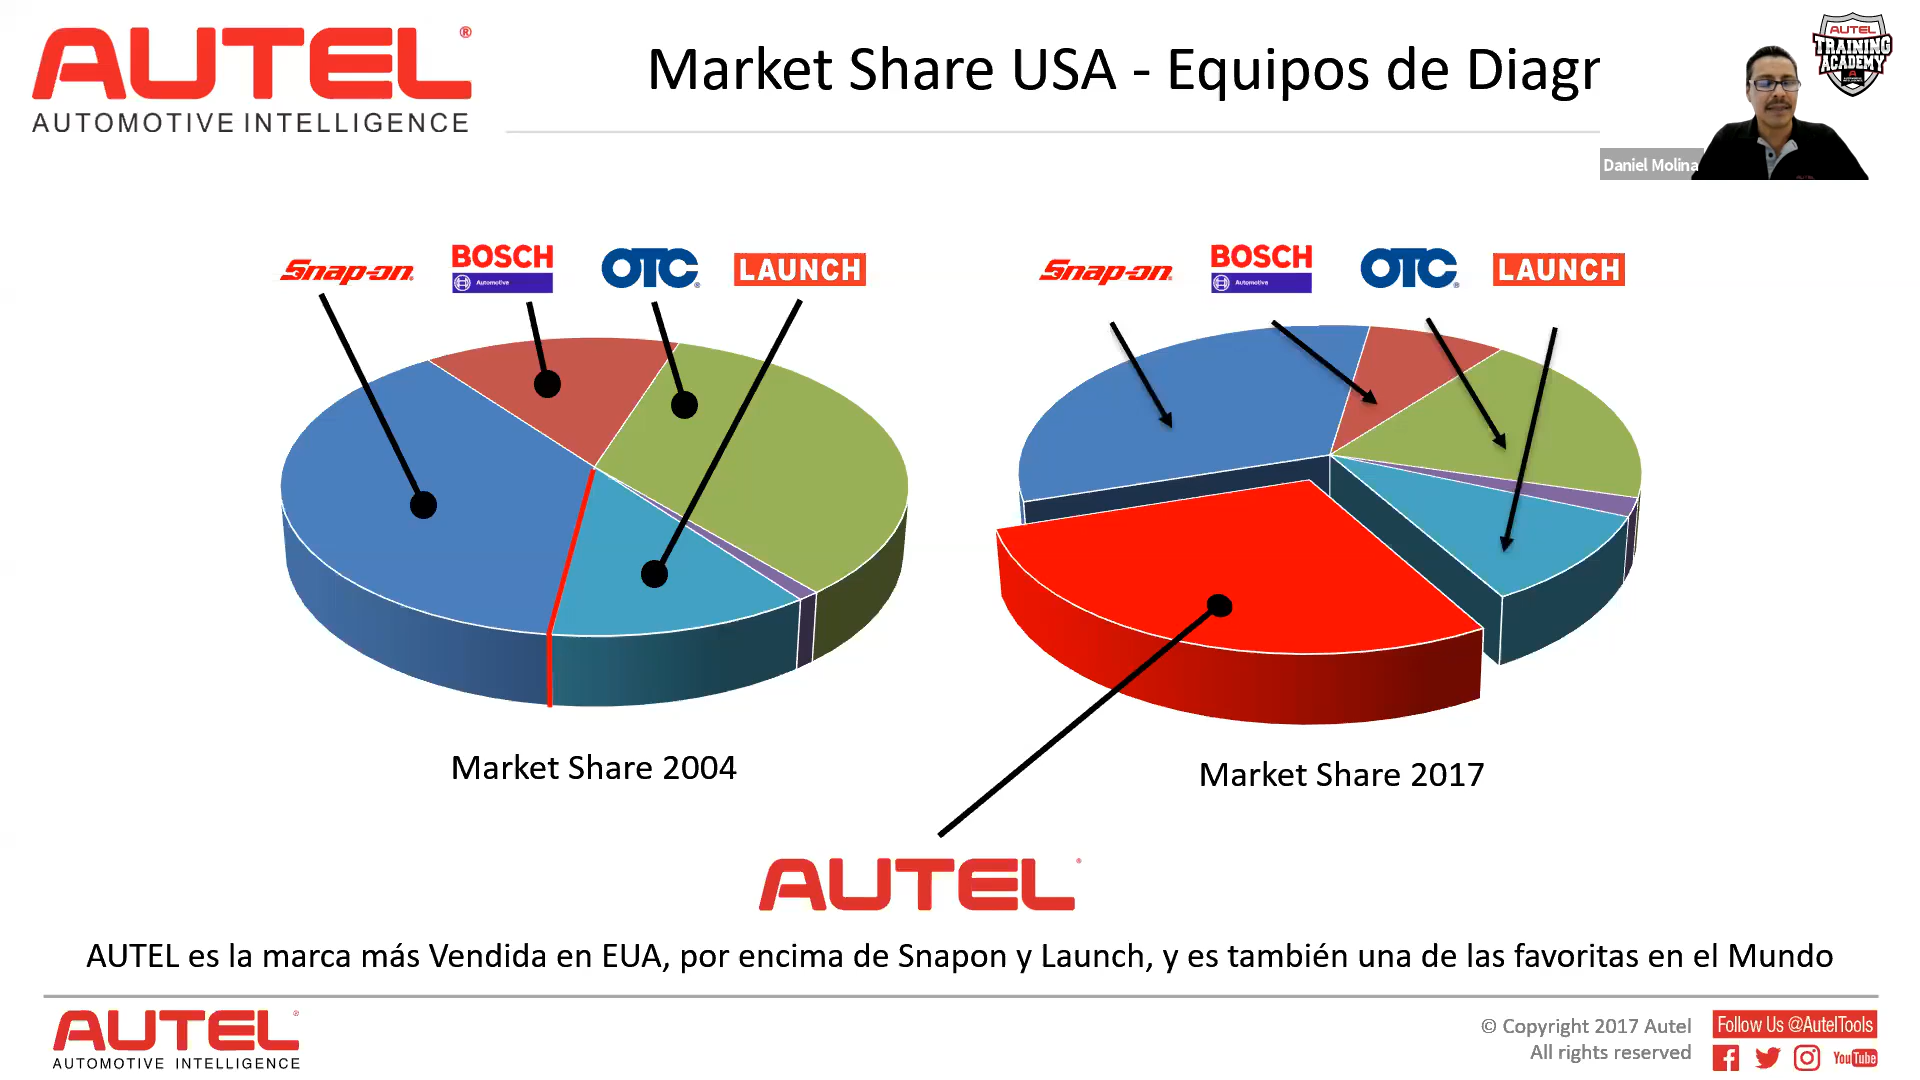 AUTEL®
AUTOMOTIVE INTELLIGENCE
Market Share USA - Equipos de Diagr
AUTEL
TRAINING
ACADEMY
Daniel Molina
Snap-on
BOSCH
Automotive
OTC®
LAUNCH
Snap-on
BOSCH
Automotive
OTC®
LAUNCH
Market Share 2004
Market Share 2017
AUTEL®
AUTEL es la marca más Vendida en EUA, por encima de Snapon y Launch, y es también una de las favoritas en el Mundo
AUTEL®
AUTOMOTIVE INTELLIGENCE
© Copyright 2017 Autel
All rights reserved
Follow Us @AutelTools
YouTube